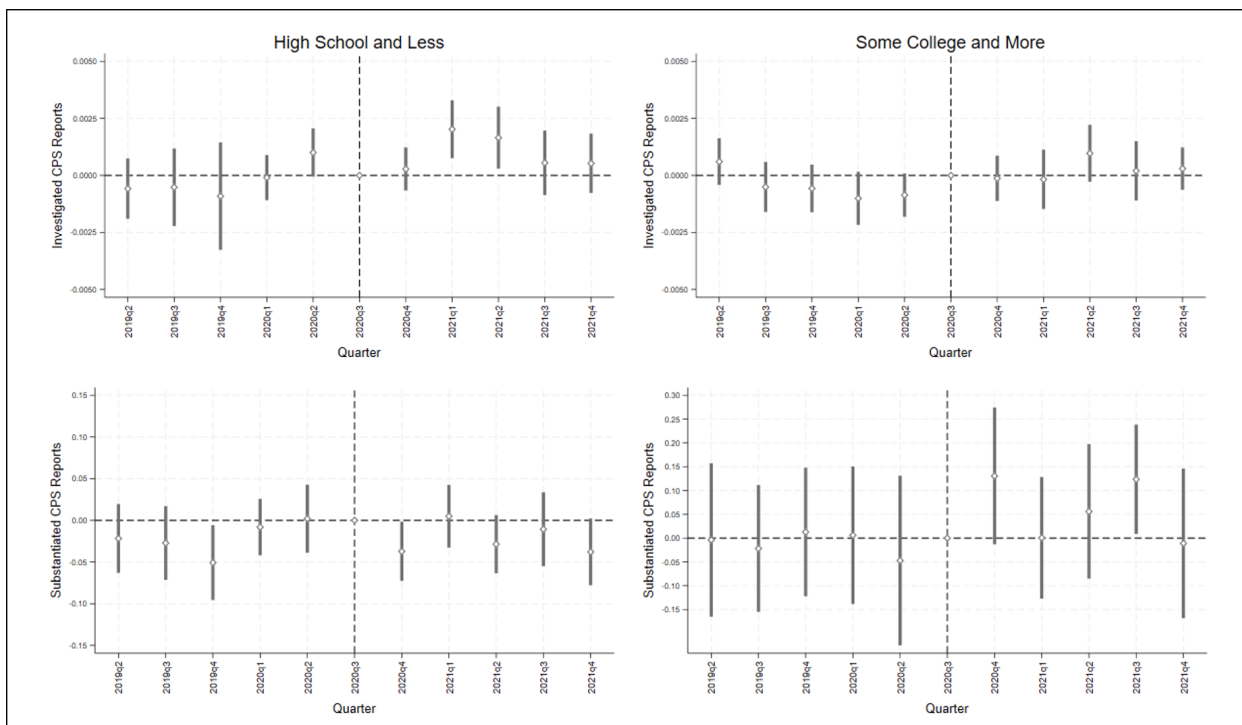 High School and Less
Some College and More
Investigated CPS Reports
0.0050
0.0025
0.0000
-0.0025
-0.0050
2019q2
2019q3
2019q4
2020q1
2020q2
2020q3
2020q4
2021q1
2021q2
2021q3
2021q4
Quarter
Investigated CPS Reports
0.0050
0.0025
0.0000
-0.0025
-0.0050
2019q2
2019q3
2019q4
2020q1
2020q2
2020q3
2020q4
2021q1
2021q2
2021q3
2021q4
Quarter
Substantiated CPS Reports
0.15
0.10
0.05
0.00
-0.05
-0.10
-0.15
2019q2
2019q3
2019q4
2020q1
2020q2
2020q3
2020q4
2021q1
2021q2
2021q3
2021q4
Quarter
Substantiated CPS Reports
0.30
0.25
0.20
0.15
0.10
0.05
0.00
-0.05
-0.10
-0.15
2019q2
2019q3
2019q4
2020q1
2020q2
2020q3
2020q4
2021q1
2021q2
2021q3
2021q4
Quarter